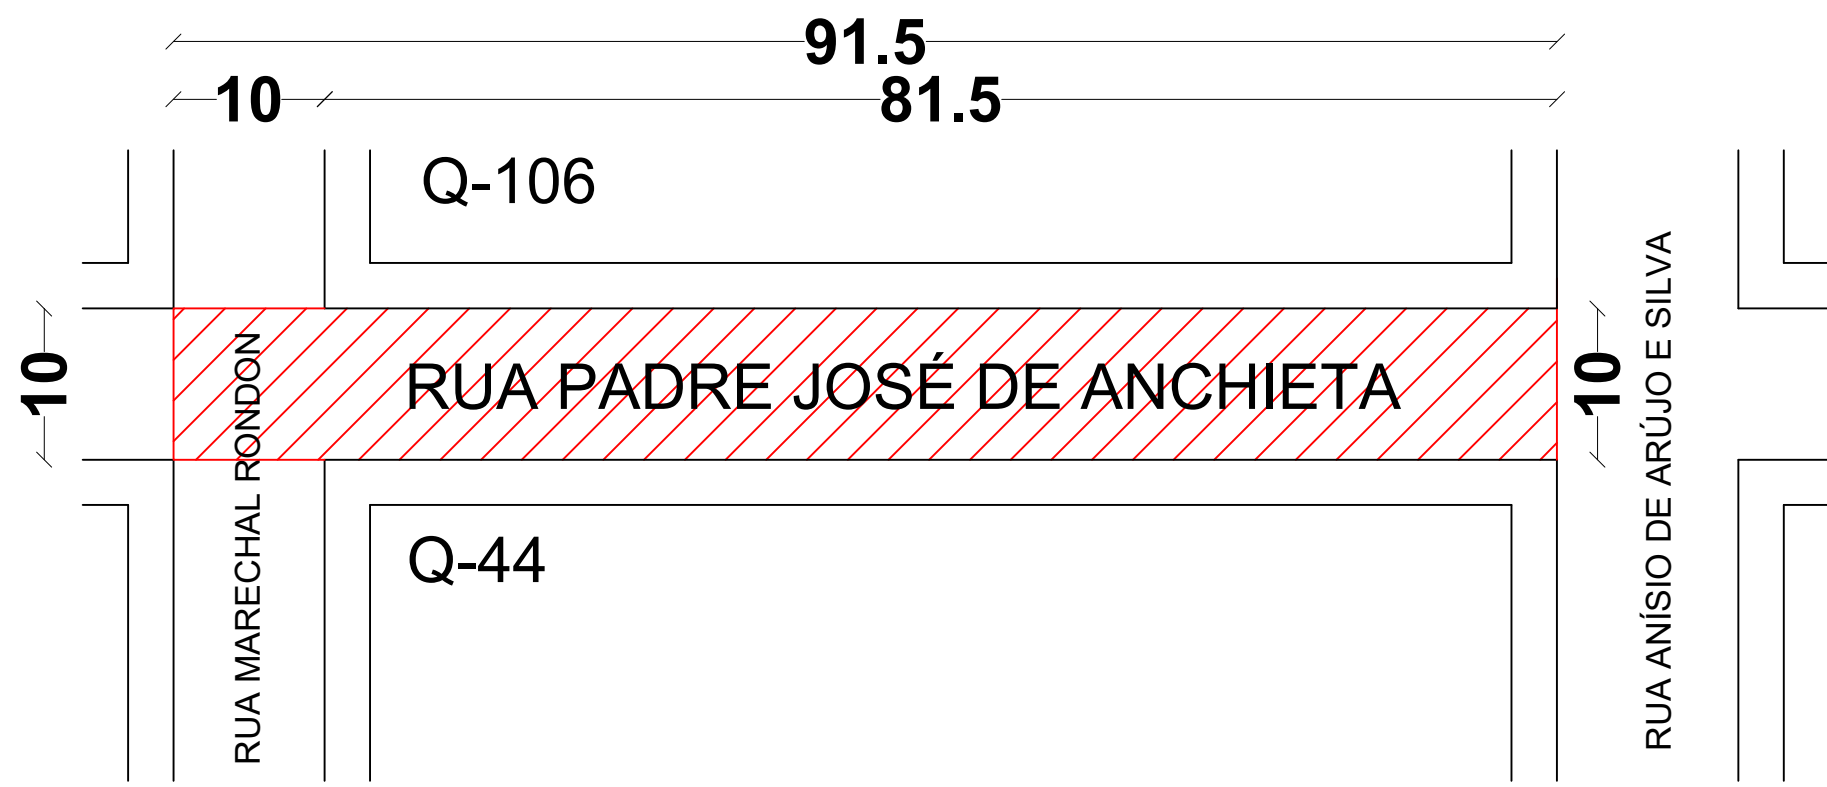 91.5
10
81.5
Q-106
10
RUA PADRE JOSÉ DE ANCHIETA
10
RUA MARECHAL RONDON
RUA ANÍSIO DE ARÚJO E SILVA
Q-44